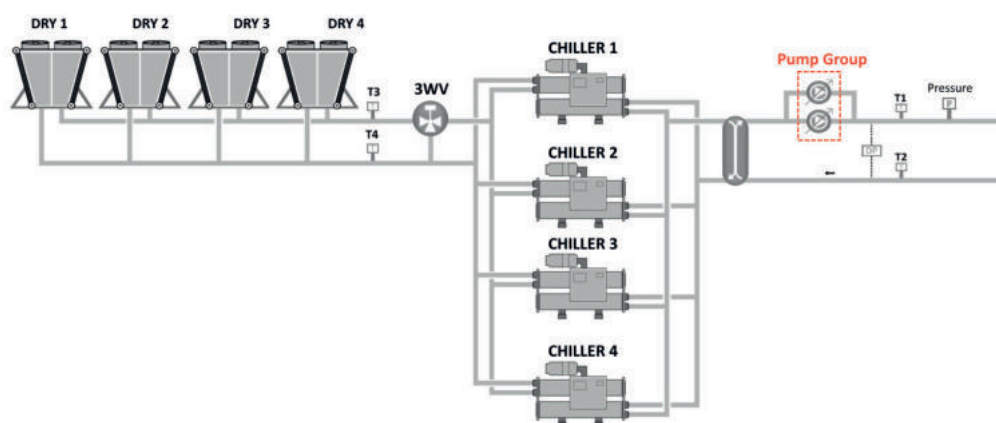 DRY 1
DRY 2
DRY 3
DRY 4
CHILLER 1
Pump Group
T3
3WV
T1
Pressure
P
T4
DP
T2
CHILLER 2
CHILLER 3
CHILLER 4